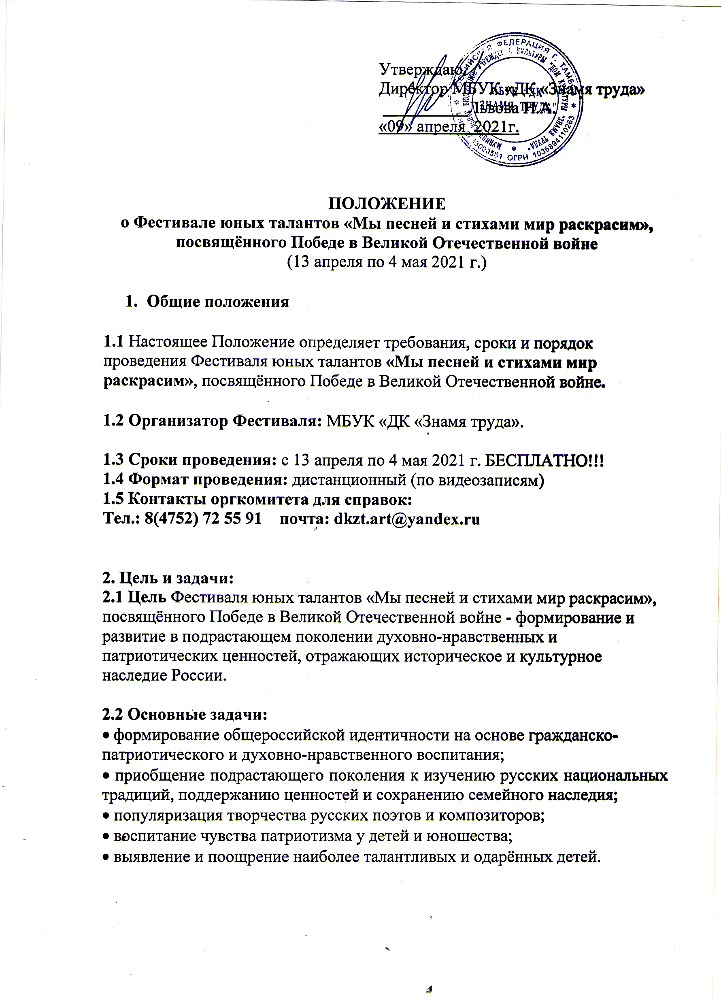 Утверждаю
Директор МБУК «ДК «Знамя труда»
Львова Н.А.
«09» апреля 2021г.
РОССИЙСКАЯ ФЕДЕРАЦИЯ Г. ТАМБОВ
ОГРН 1036894110263
МУНИЦИПАЛЬНОЕ БЮДЖЕТНОЕ УЧРЕЖДЕНИЕ КУЛЬТУРЫ "ДОМ КУЛЬТУРЫ "ЗНАМЯ ТРУДА"
МБУК "ДК
"ЗНАМЯ ТРУДА"
ПОЛОЖЕНИЕ
о Фестивале юных талантов «Мы песней и стихами мир раскрасим»,
посвящённого Победе в Великой Отечественной войне
(13 апреля по 4 мая 2021 г.)
1. Общие положения
1.1 Настоящее Положение определяет требования, сроки и порядок
проведения Фестиваля юных талантов «Мы песней и стихами мир
раскрасим», посвящённого Победе в Великой Отечественной войне.
1.2 Организатор Фестиваля: МБУК «ДК «Знамя труда».
1.3 Сроки проведения: с 13 апреля по 4 мая 2021 г. БЕСПЛАТНО!!!
1.4 Формат проведения: дистанционный (по видеозаписям)
1.5 Контакты оргкомитета для справок:
Тел.: 8(4752) 72 55 91 почта: dkzt.art@yandex.ru
2. Цель и задачи:
2.1 Цель Фестиваля юных талантов «Мы песней и стихами мир раскрасим»,
посвящённого Победе в Великой Отечественной войне - формирование и
развитие в подрастающем поколении духовно-нравственных и
патриотических ценностей, отражающих историческое и культурное
наследие России.
2.2 Основные задачи:
• формирование общероссийской идентичности на основе гражданско-
патриотического и духовно-нравственного воспитания;
• приобщение подрастающего поколения к изучению русских национальных
традиций, поддержанию ценностей и сохранению семейного наследия;
• популяризация творчества русских поэтов и композиторов;
• воспитание чувства патриотизма у детей и юношества;
• выявление и поощрение наиболее талантливых и одарённых детей.